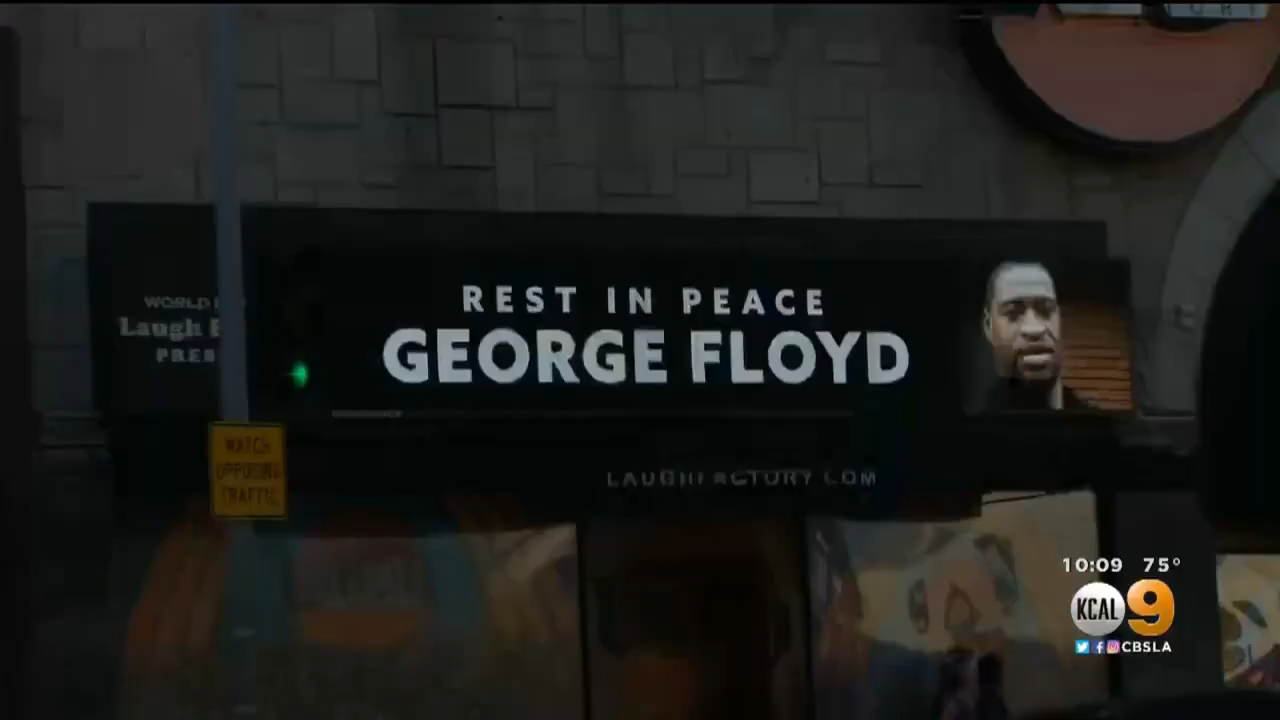 WORLD
Laugh
PRES
REST IN PEACE
GEORGE FLOYD
WATCH
OPPOSING
TRAFFIC
LAUGHFACTORY.COM
10:09 75°
KCAL 9
CBSLA